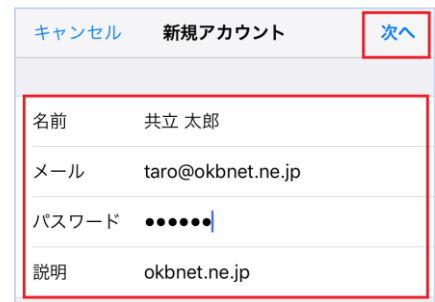 キャンセル 新規アカウント 次へ
名前 共立 太郎
メール taro@okbnet.ne.jp
パスワード ●●●●●●
説明 okbnet.ne.jp